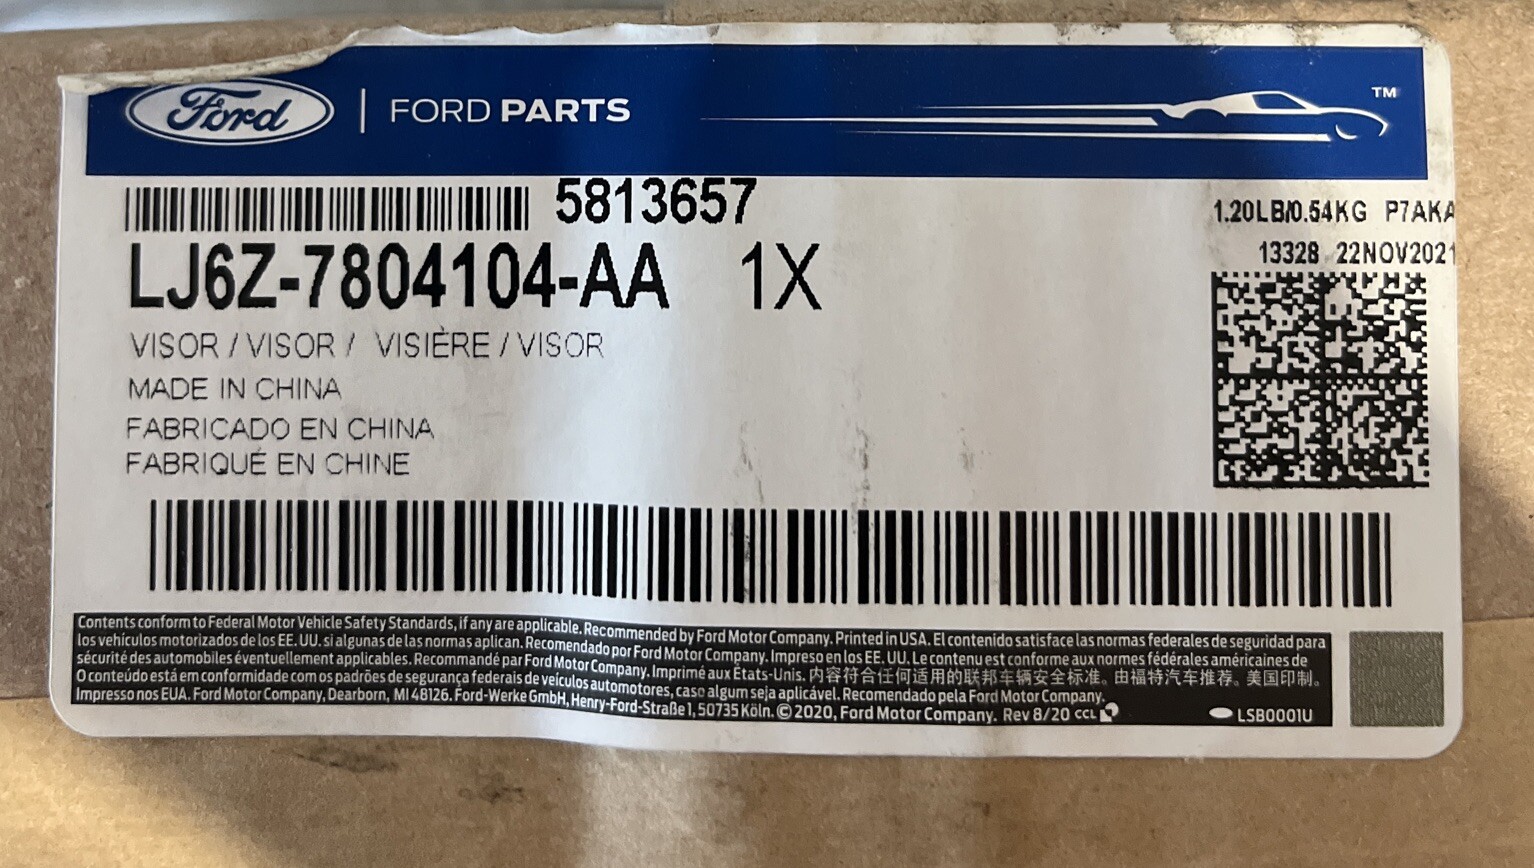 Ford | FORD PARTS
TM
5813657
1.20LB/0.54KG P7AKA
LJ6Z-7804104-AA 1X
13328 22NOV2021
VISOR / VISOR / VISIÈRE / VISOR
MADE IN CHINA
FABRICADO EN CHINA
FABRIQUÉ EN CHINE
Contents conform to Federal Motor Vehicle Safety Standards, if any are applicable. Recommended by Ford Motor Company. Printed in USA. El contenido satisface las normas federales de seguridad para
los vehículos motorizados de los EE. UU. si algunas de las normas aplican. Recomendado por Ford Motor Company. Impreso en los EE. UU. Le contenu est conforme aux normes fédérales américaines de
sécurité des automobiles éventuellement applicables. Recommandé par Ford Motor Company. Imprimé aux États-Unis. 内容符合任何适用的联邦车辆安全标准。由福特汽车推荐。美国印制。
O conteúdo está em conformidade com os padrões de segurança federais de veículos automotores, caso algum seja aplicável. Recomendado pela Ford Motor Company.
Impresso nos EUA. Ford Motor Company, Dearborn, MI 48126. Ford-Werke GmbH, Henry-Ford-Straße 1, 50735 Köln. © 2020, Ford Motor Company. Rev 8/20 CCL
LSB0001U